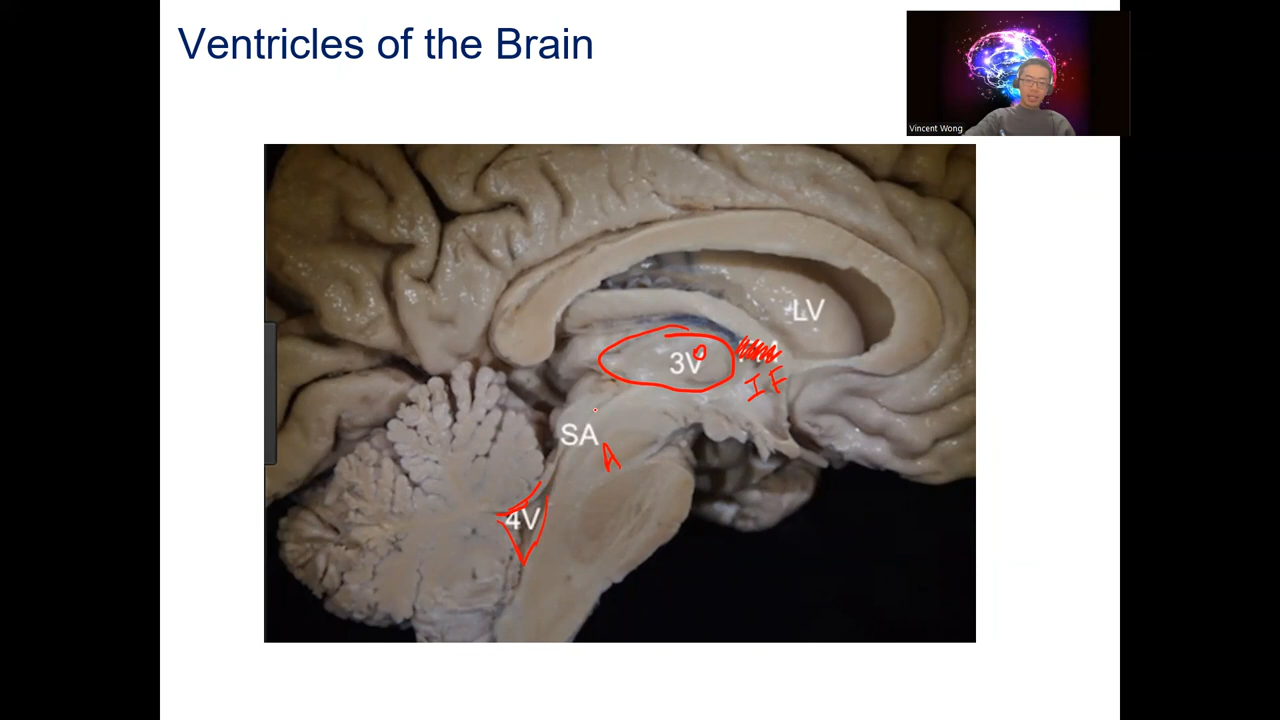 Ventricles of the Brain
Vincent Wong
LV
3V
IF
SA
A
4V